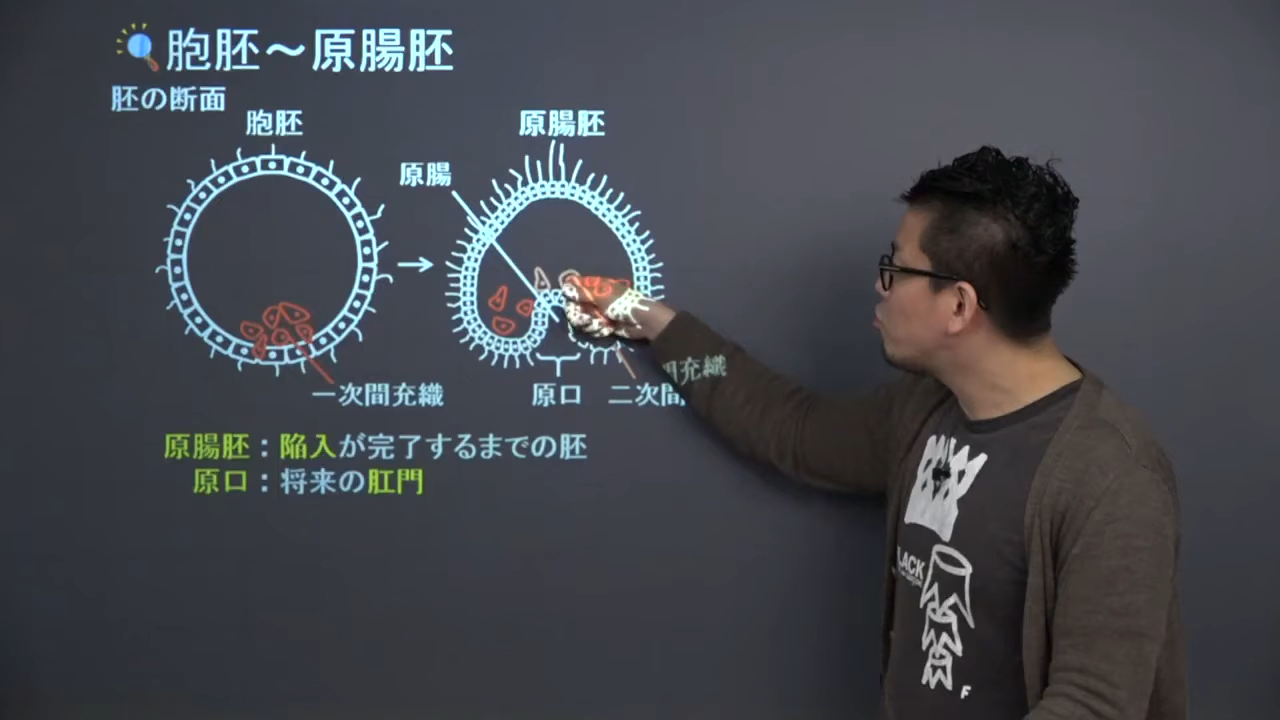 胞胚～原腸胚
胚の断面
胞胚
原腸胚
原腸
一次間充織
原口
二次間充織
原腸胚：陥入が完了するまでの胚
原口：将来の肛門
LACK
F